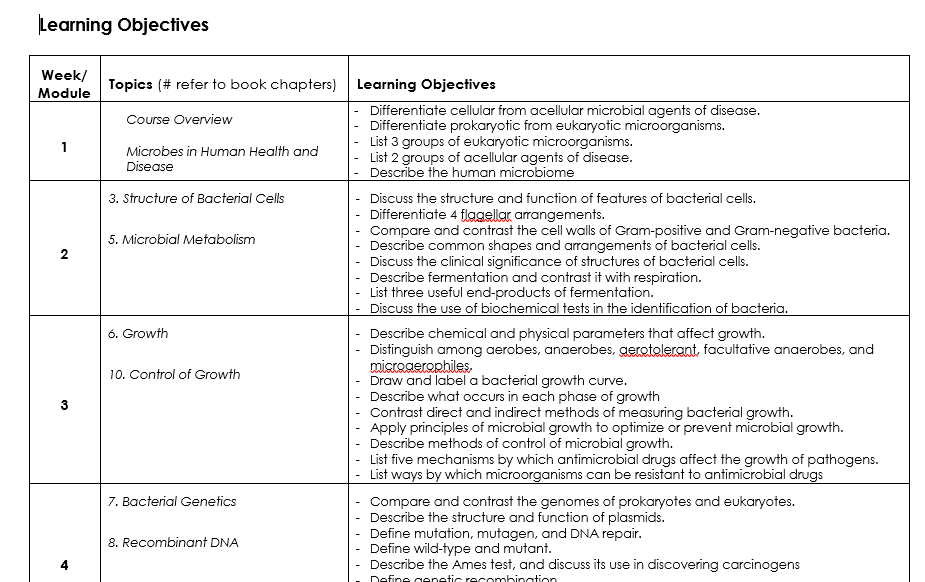 Learning Objectives
Week/
Module
Topics (# refer to book chapters)
Learning Objectives
1
Course Overview
Microbes in Human Health and
Disease
- Differentiate cellular from acellular microbial agents of disease.
- Differentiate prokaryotic from eukaryotic microorganisms.
- List 3 groups of eukaryotic microorganisms.
- List 2 groups of acellular agents of disease.
- Describe the human microbiome
2
3. Structure of Bacterial Cells
5. Microbial Metabolism
- Discuss the structure and function of features of bacterial cells.
- Differentiate 4 flagellar arrangements.
- Compare and contrast the cell walls of Gram-positive and Gram-negative bacteria.
- Describe common shapes and arrangements of bacterial cells.
- Discuss the clinical significance of structures of bacterial cells.
- Describe fermentation and contrast it with respiration.
- List three useful end-products of fermentation.
- Discuss the use of biochemical tests in the identification of bacteria.
3
6. Growth
10. Control of Growth
- Describe chemical and physical parameters that affect growth.
- Distinguish among aerobes, anaerobes, aerotolerant, facultative anaerobes, and
microaerophiles.
- Draw and label a bacterial growth curve.
- Describe what occurs in each phase of growth
- Contrast direct and indirect methods of measuring bacterial growth.
- Apply principles of microbial growth to optimize or prevent microbial growth.
- Describe methods of control of microbial growth.
- List five mechanisms by which antimicrobial drugs affect the growth of pathogens.
- List ways by which microorganisms can be resistant to antimicrobial drugs
4
7. Bacterial Genetics
8. Recombinant DNA
- Compare and contrast the genomes of prokaryotes and eukaryotes.
- Describe the structure and function of plasmids.
- Define mutation, mutagen, and DNA repair.
- Define wild-type and mutant.
- Describe the Ames test, and discuss its use in discovering carcinogens
- Define genetic recombination